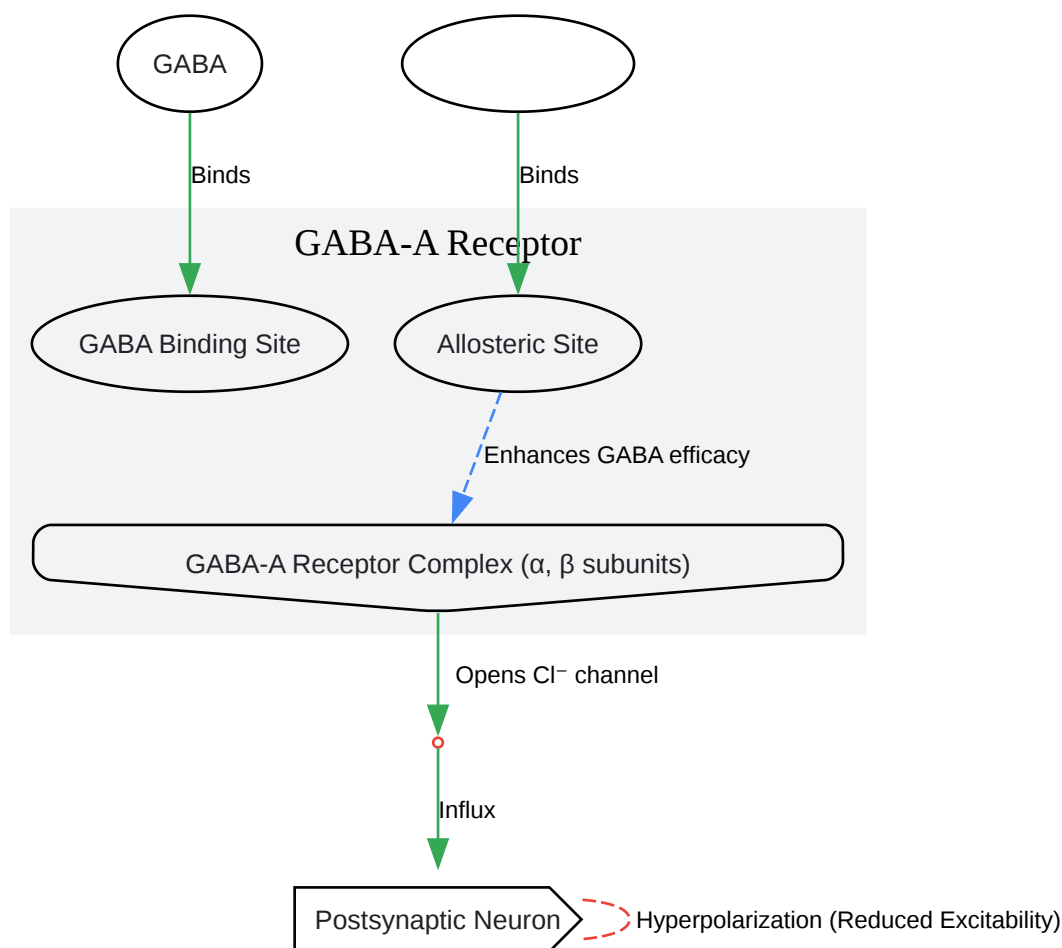 GABA
Binds
Binds
GABA-A Receptor
GABA Binding Site
Allosteric Site
Enhances GABA efficacy
GABA-A Receptor Complex (α, β subunits)
Opens Cl⁻ channel
Influx
Postsynaptic Neuron
Hyperpolarization (Reduced Excitability)